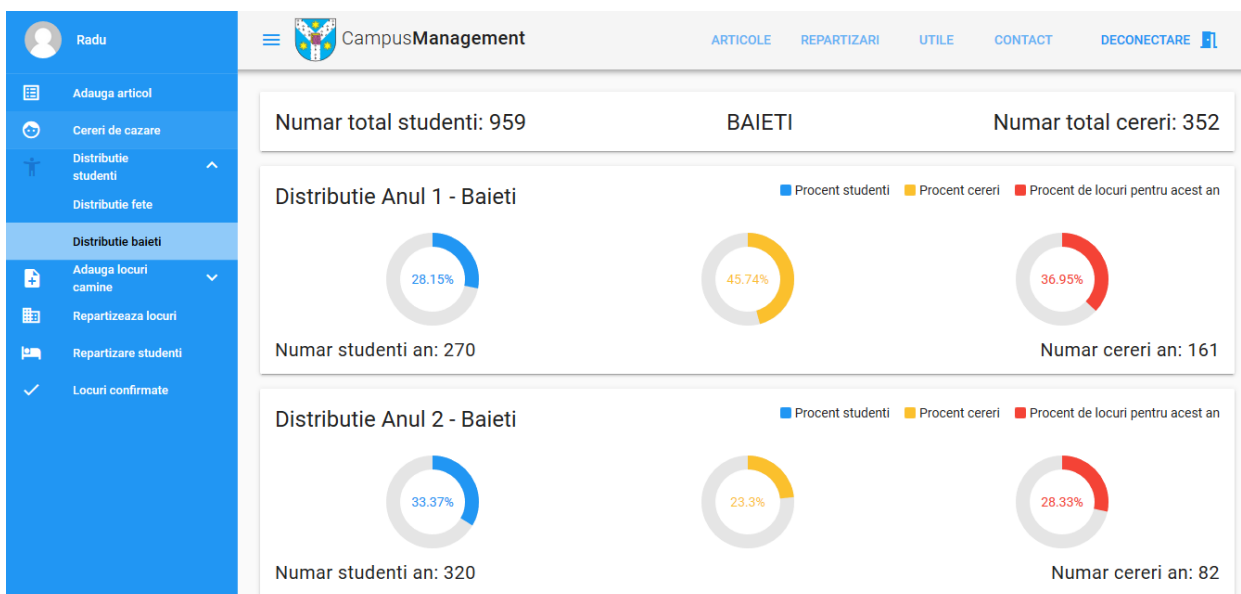 Radu
CampusManagement
ARTICOLE REPARTIZARI UTILE CONTACT DECONECTARE
Adauga articol
Cereri de cazare
Distributie
studenti
Distributie fete
Distributie baieti
Adauga locuri
camine
Repartizeaza locuri
Repartizare studenti
Locuri confirmate
Numar total studenti: 959 BAIETI Numar total cereri: 352
Distributie Anul 1 - Baieti
Procent studenti Procent cereri Procent de locuri pentru acest an
28.15% 45.74% 36.95%
Numar studenti an: 270 Numar cereri an: 161
Distributie Anul 2 - Baieti
Procent studenti Procent cereri Procent de locuri pentru acest an
33.37% 23.3% 28.33%
Numar studenti an: 320 Numar cereri an: 82